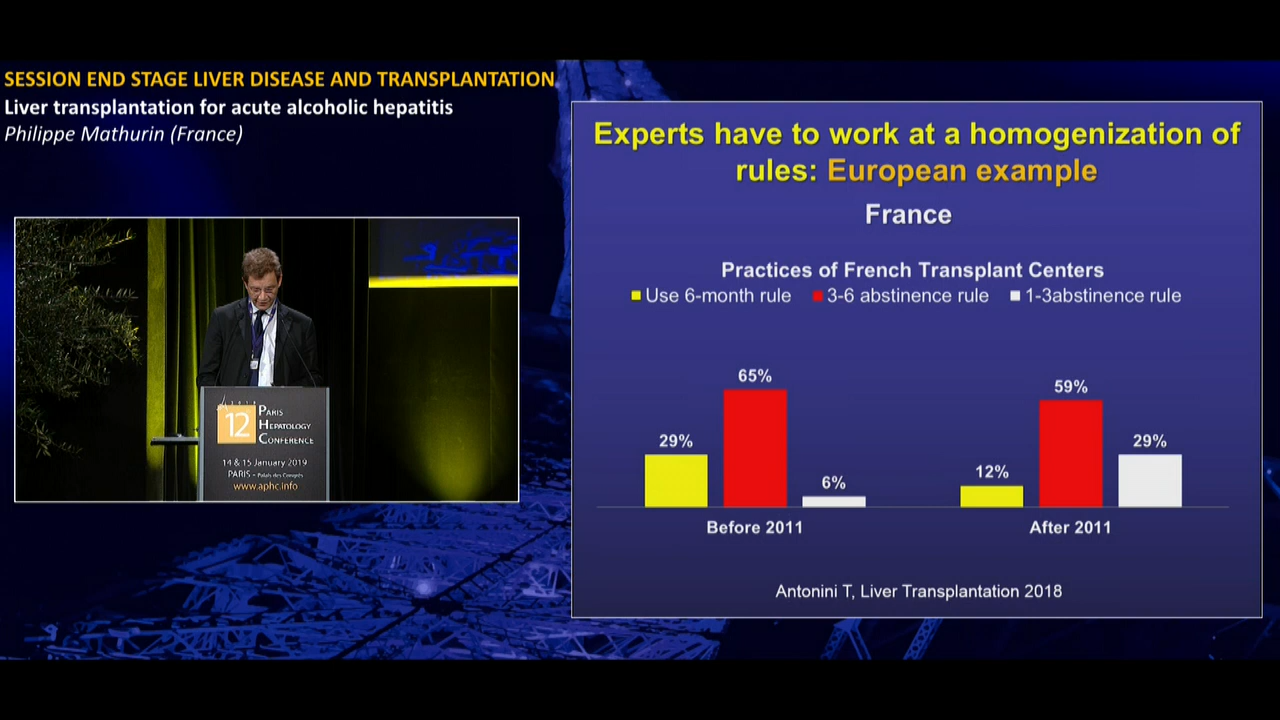 SESSION END STAGE LIVER DISEASE AND TRANSPLANTATION
Liver transplantation for acute alcoholic hepatitis
Philippe Mathurin (France)
Experts have to work at a homogenization of
rules: European example
France
Practices of French Transplant Centers
Use 6-month rule 3-6 abstinence rule 1-3abstinence rule
65%
59%
29%
29%
12%
6%
Before 2011 After 2011
Antonini T, Liver Transplantation 2018
2019
12 PARIS
HEPATOLOGY
CONFERENCE
14 & 15 January 2019
PARIS - Palais des Congrès
www.aphc.info